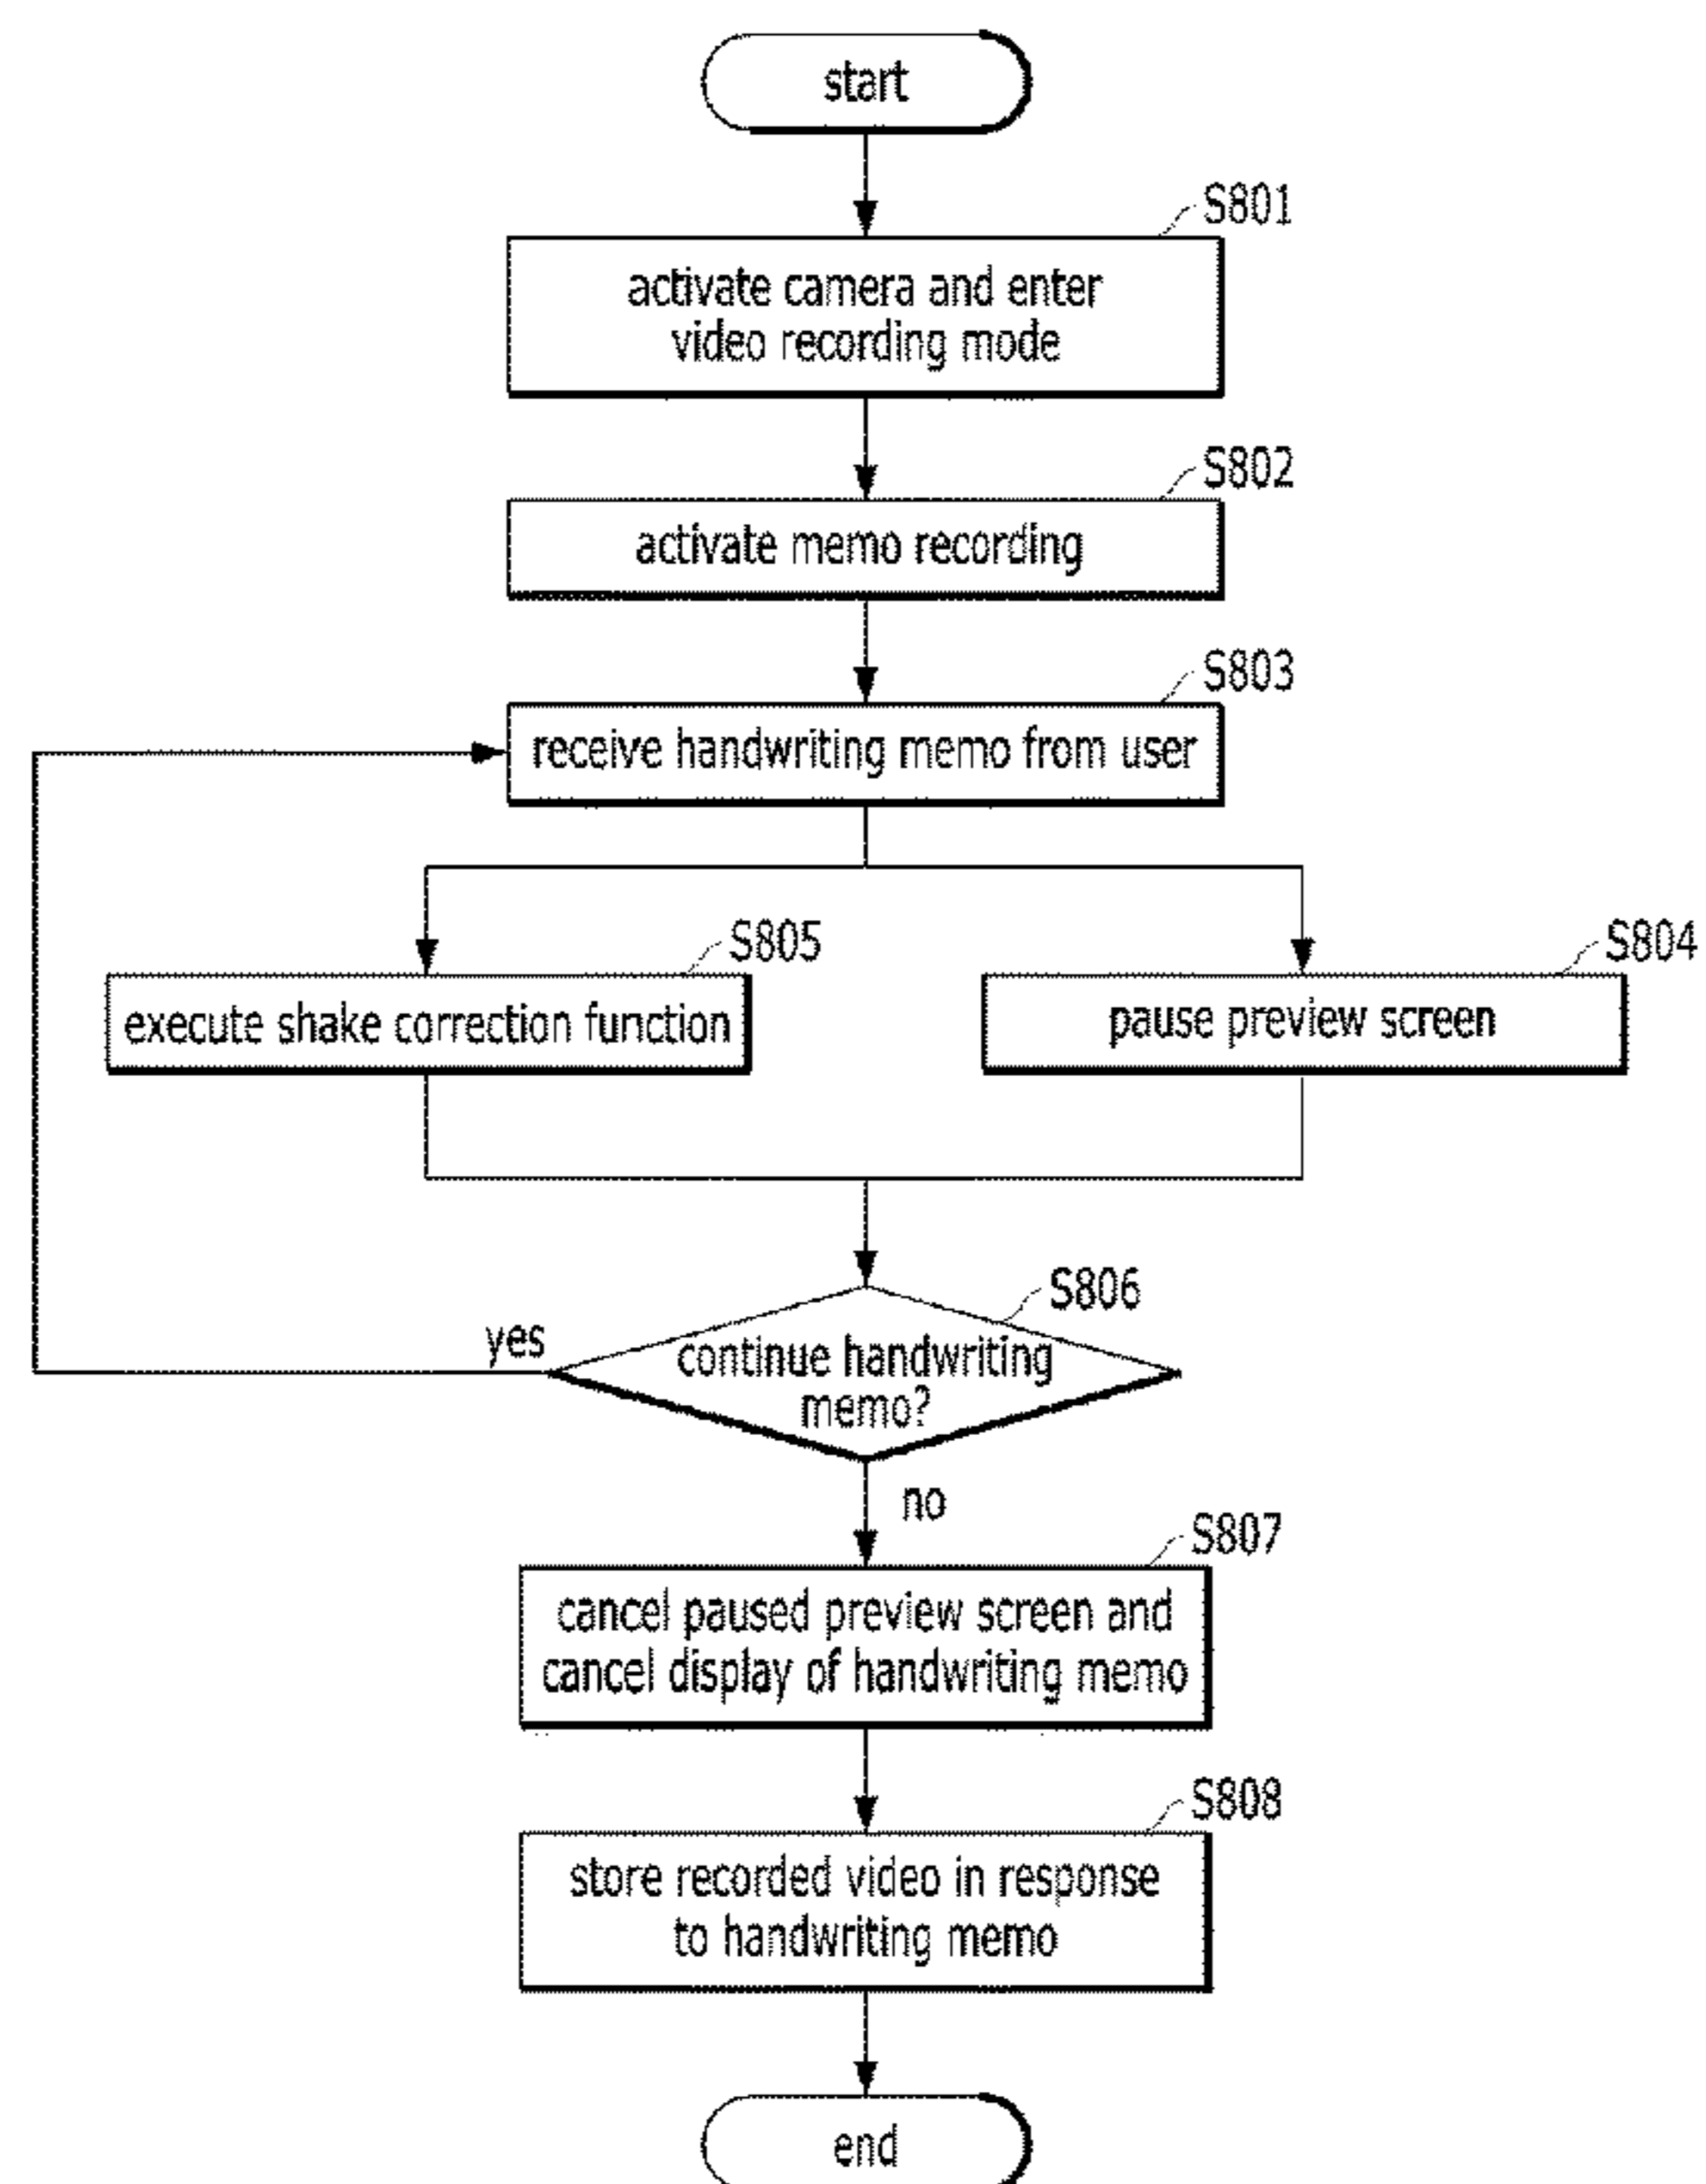 start
S801
activate camera and enter
video recording mode
S802
activate memo recording
S803
receive handwriting memo from user
S805
execute shake correction function
S804
pause preview screen
S806
continue handwriting
memo?
yes
no
S807
cancel paused preview screen and
cancel display of handwriting memo
S808
store recorded video in response
to handwriting memo
end